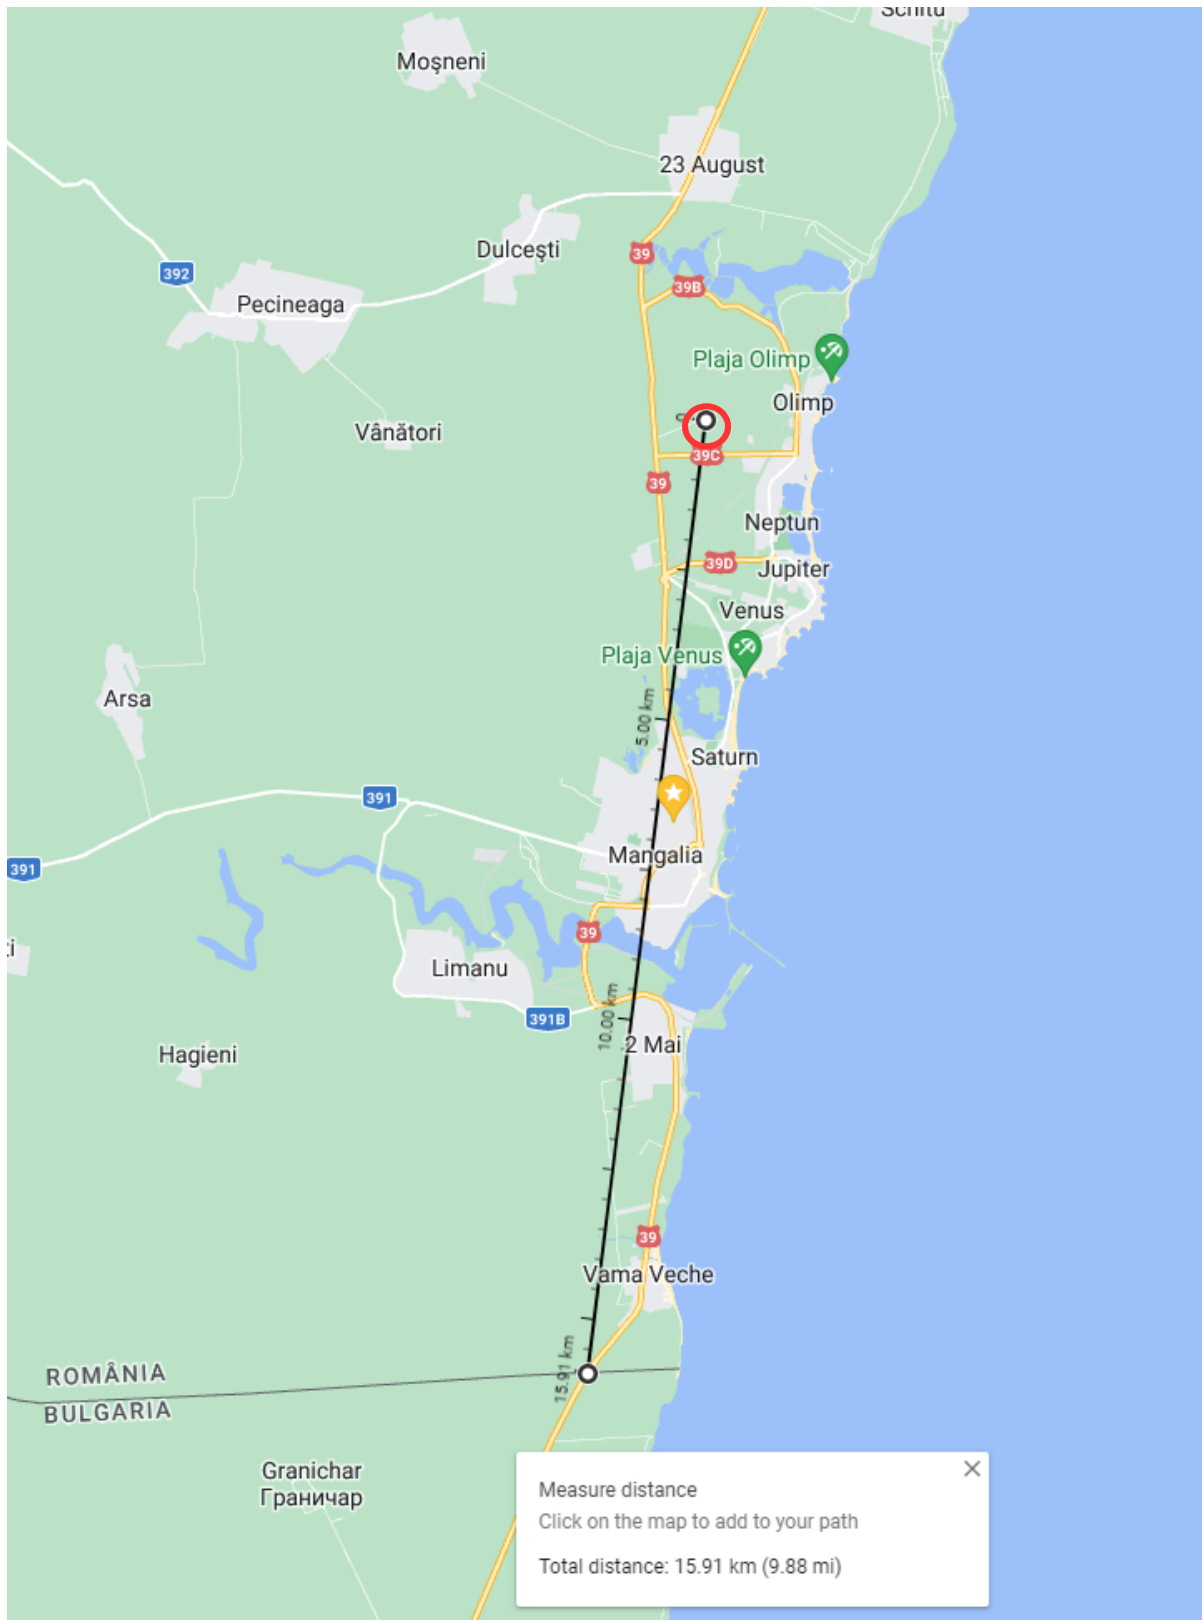 Schitu
Moşneni
23 August
Dulceşti
39
392
39B
Pecineaga
Plaja Olimp
Olimp
Vânători
39C
39
Neptun
39D
Jupiter
Venus
Plaja Venus
Arsa
5.00 km
Saturn
391
Mangalia
391
39
Limanu
10.00 km
391B
2 Mai
Hagieni
39
Vama Veche
15.91 km
ROMÂNIA
BULGARIA
Granichar
Граничар
Measure distance
Click on the map to add to your path
Total distance: 15.91 km (9.88 mi)